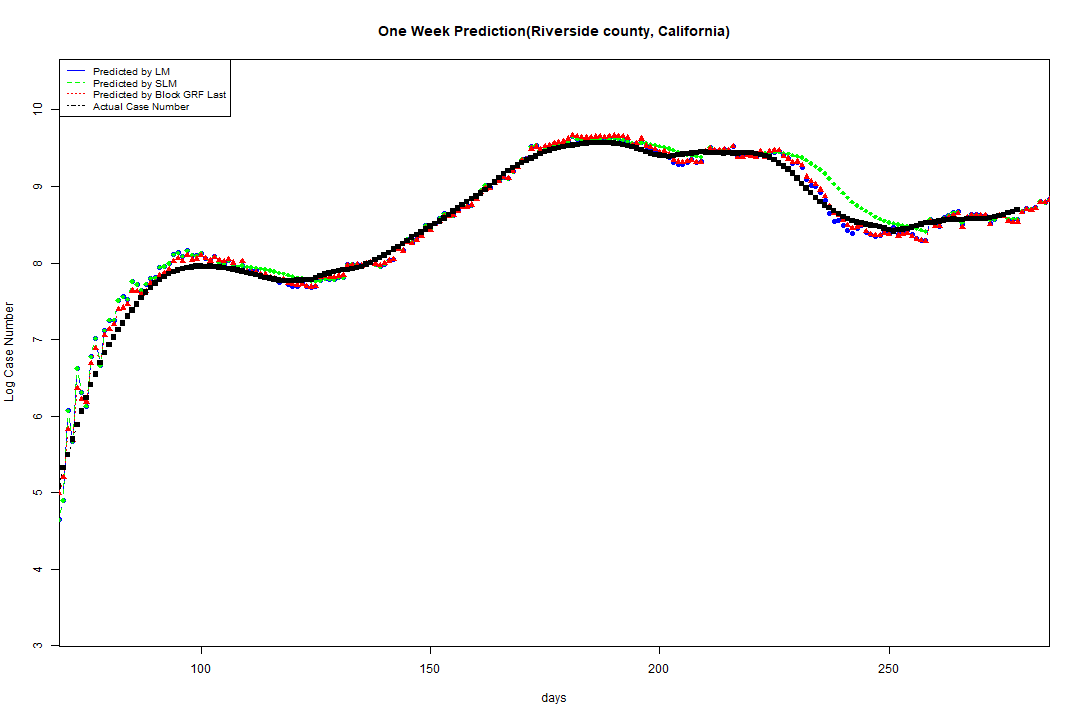 One Week Prediction(Riverside county, California)
Predicted by LM
Predicted by SLM
Predicted by Block GRF Last
Actual Case Number
10
9
8
7
6
5
4
3
Log Case Number
100 150 200 250
days